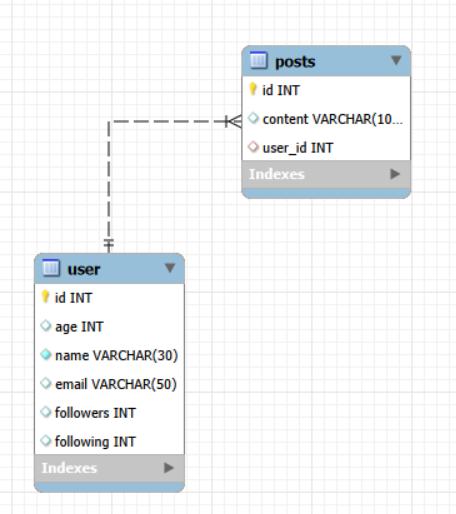 posts
id INT
content VARCHAR(10...
user_id INT
Indexes
user
id INT
age INT
name VARCHAR(30)
email VARCHAR(50)
followers INT
following INT
Indexes